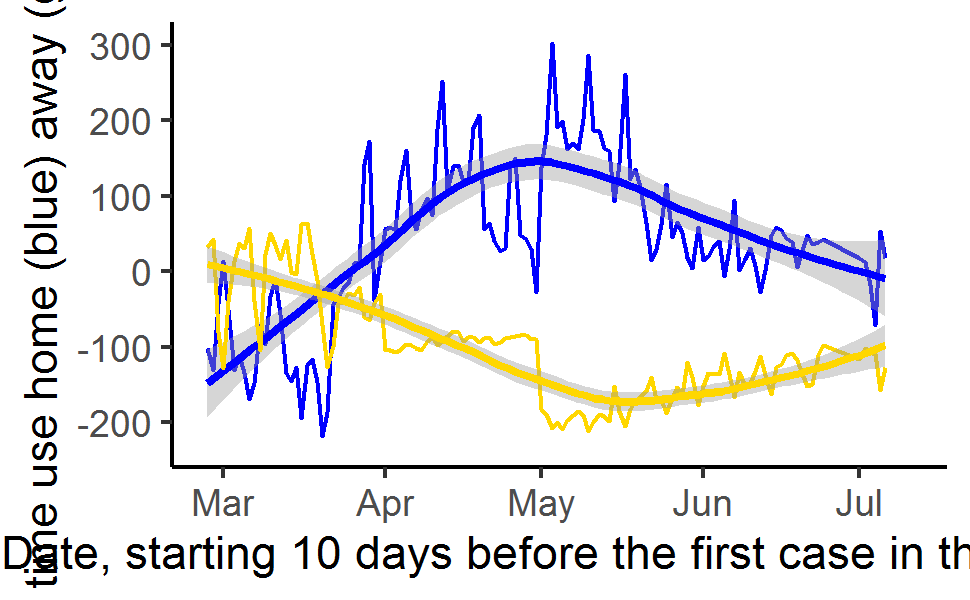 time use home (blue) away (
300
200
100
0
-100
-200
Mar Apr May Jun Jul
Date, starting 10 days before the first case in th